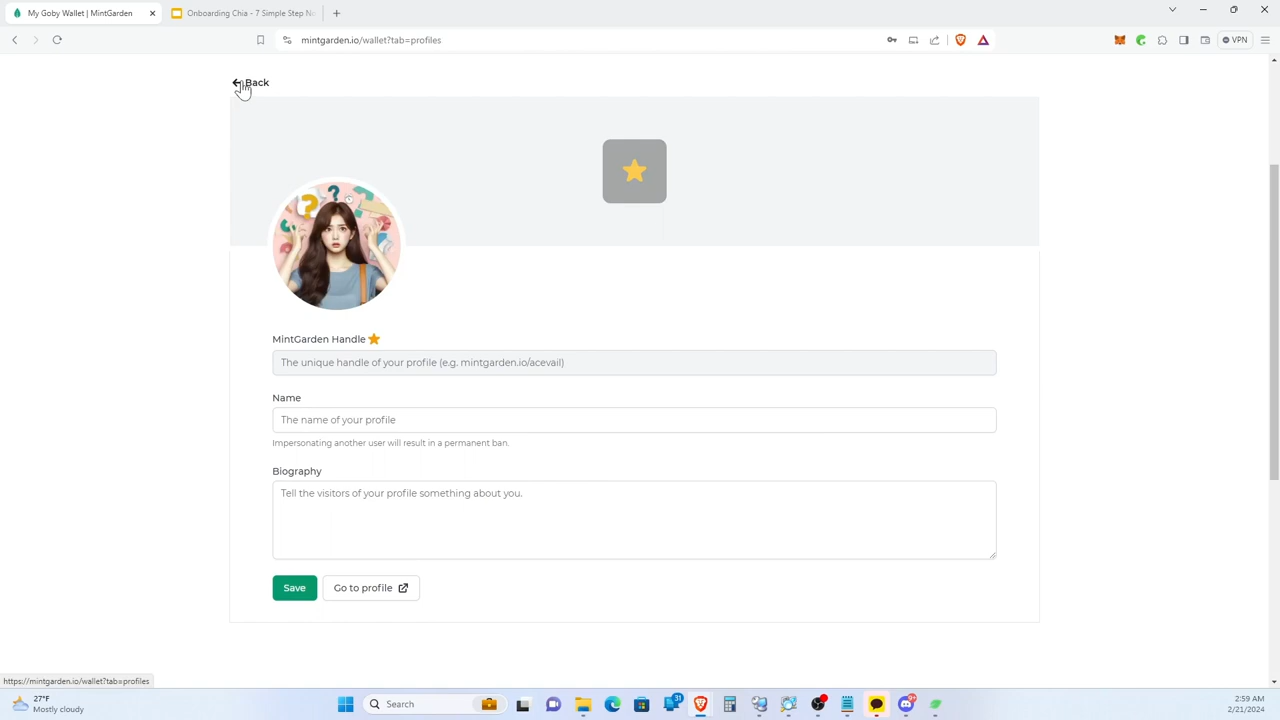 My Goby Wallet | MintGarden
Onboarding Chia - 7 Simple Step N
mintgarden.io/wallet?tab=profiles
VPN
Back
MintGarden Handle
The unique handle of your profile (e.g. mintgarden.io/acevail)
Name
The name of your profile
Impersonating another user will result in a permanent ban.
Biography
Tell the visitors of your profile something about you.
Save
Go to profile
https://mintgarden.io/wallet?tab=profiles
27°F
Mostly cloudy
Search
31
9+
2:59 AM
2/21/2024